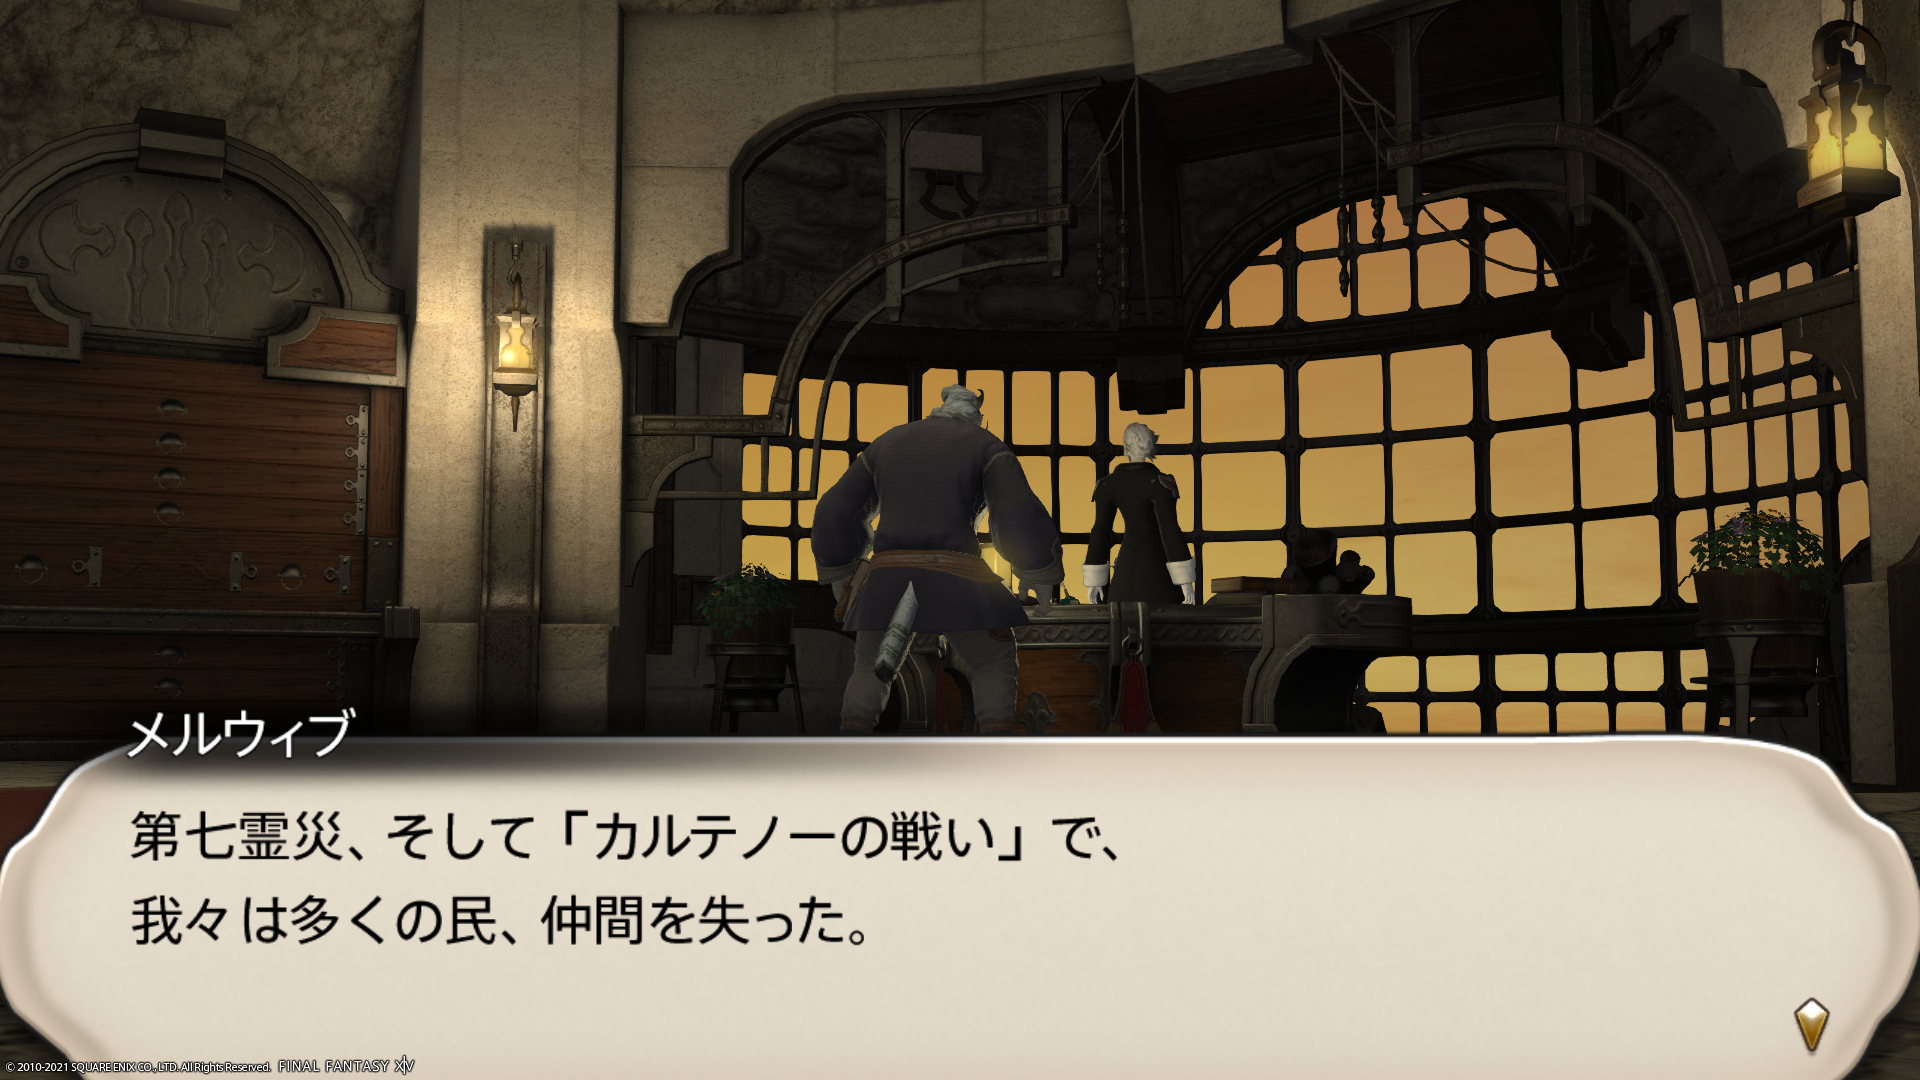 メルウィブ
第七霊災、そして「カルテノーの戦い」で、
我々は多くの民、仲間を失った。
© 2010-2021 SQUARE ENIX CO., LTD. All Rights Reserved. FINAL FANTASY XIV